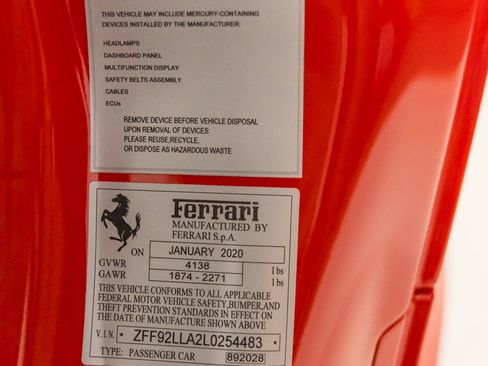 THIS VEHICLE MAY INCLUDE MERCURY-CONTAINING
DEVICES INSTALLED BY THE MANUFACTURER:
HEADLAMPS
DASHBOARD PANEL
MULTIFUNCTION DISPLAY
SAFETY BELTS ASSEMBLY
CABLES
ECUs
REMOVE DEVICE BEFORE VEHICLE DISPOSAL
UPON REMOVAL OF DEVICES:
PLEASE REUSE,RECYCLE,
OR DISPOSE AS HAZARDOUS WASTE
Ferrari
MANUFACTURED BY
FERRARI S.p.A.
ON JANUARY 2020
GVWR 4138 lbs
GAWR 1874 - 2271 lbs
THIS VEHICLE CONFORMS TO ALL APPLICABLE
FEDERAL MOTOR VEHICLE SAFETY,BUMPER,AND
THEFT PREVENTION STANDARDS IN EFFECT ON
THE DATE OF MANUFACTURE SHOWN ABOVE
V.I.N. * ZFF92LLA2L0254483 *
TYPE: PASSENGER CAR 892028